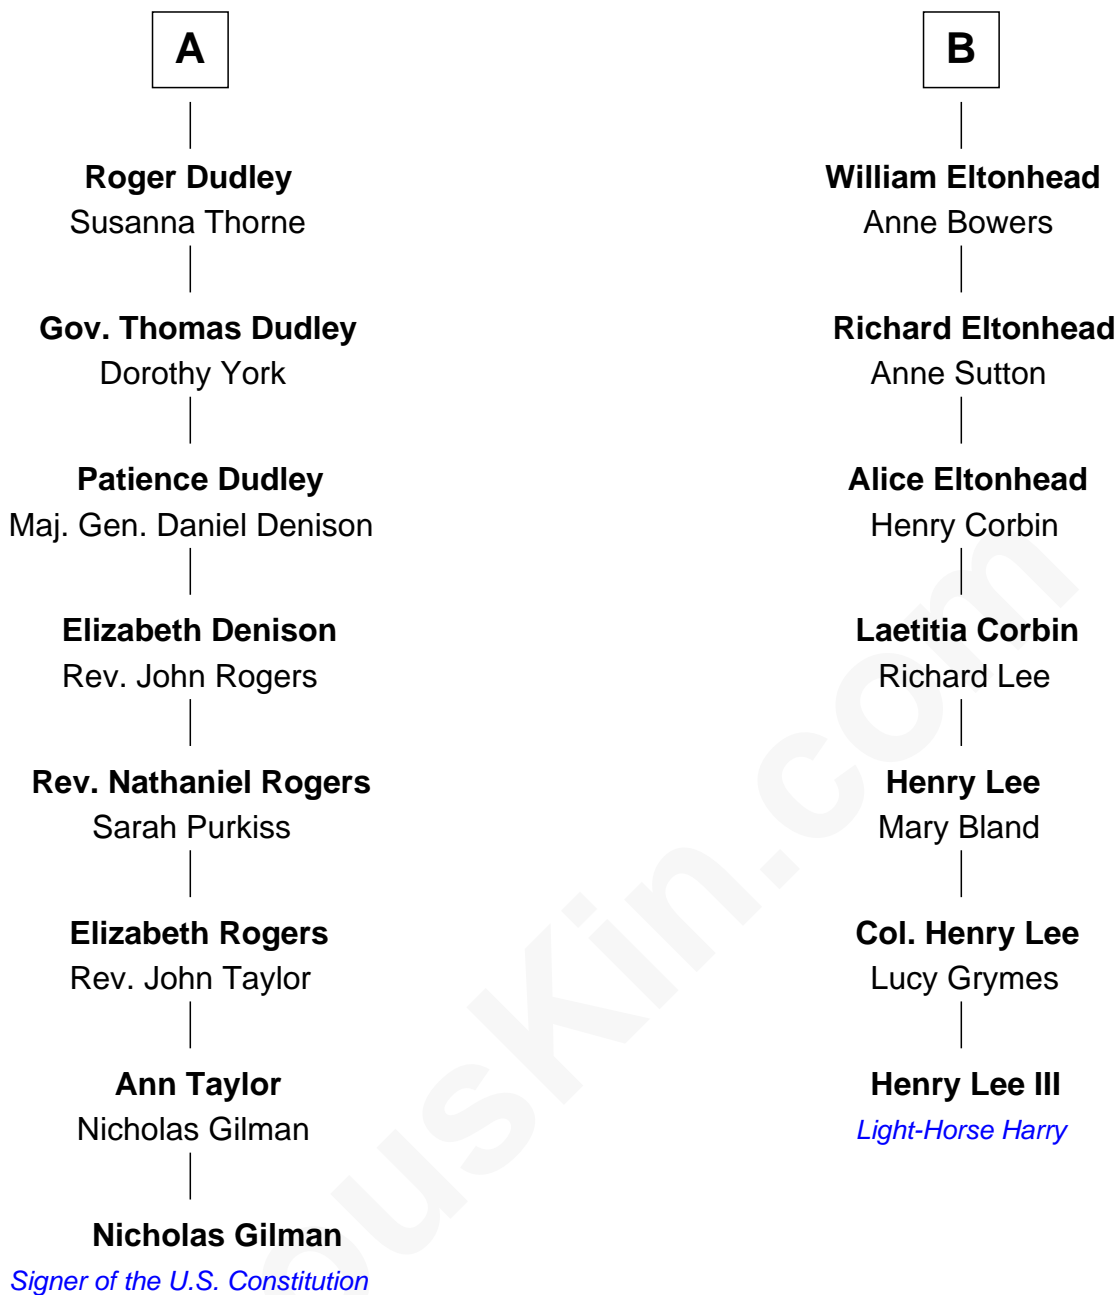 A
Roger Dudley
Susanna Thorne
Gov. Thomas Dudley
Dorothy York
Patience Dudley
Maj. Gen. Daniel Denison
Elizabeth Denison
Rev. John Rogers
Rev. Nathaniel Rogers
Sarah Purkiss
Elizabeth Rogers
Rev. John Taylor
Ann Taylor
Nicholas Gilman
Nicholas Gilman
Signer of the U.S. Constitution
B
William Eltonhead
Anne Bowers
Richard Eltonhead
Anne Sutton
Alice Eltonhead
Henry Corbin
Laetitia Corbin
Richard Lee
Henry Lee
Mary Bland
Col. Henry Lee
Lucy Grymes
Henry Lee III
Light-Horse Harry
ousKin.com